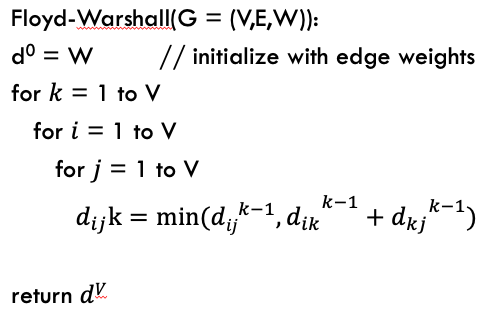 Floyd-Warshall(G = (V,E,W)):
d⁰ = W // initialize with edge weights
for k = 1 to V
for i = 1 to V
for j = 1 to V
dᵢⱼk = min(dᵢⱼᵏ⁻¹, dᵢₖᵏ⁻¹ + dₖⱼᵏ⁻¹)
return dⱽ